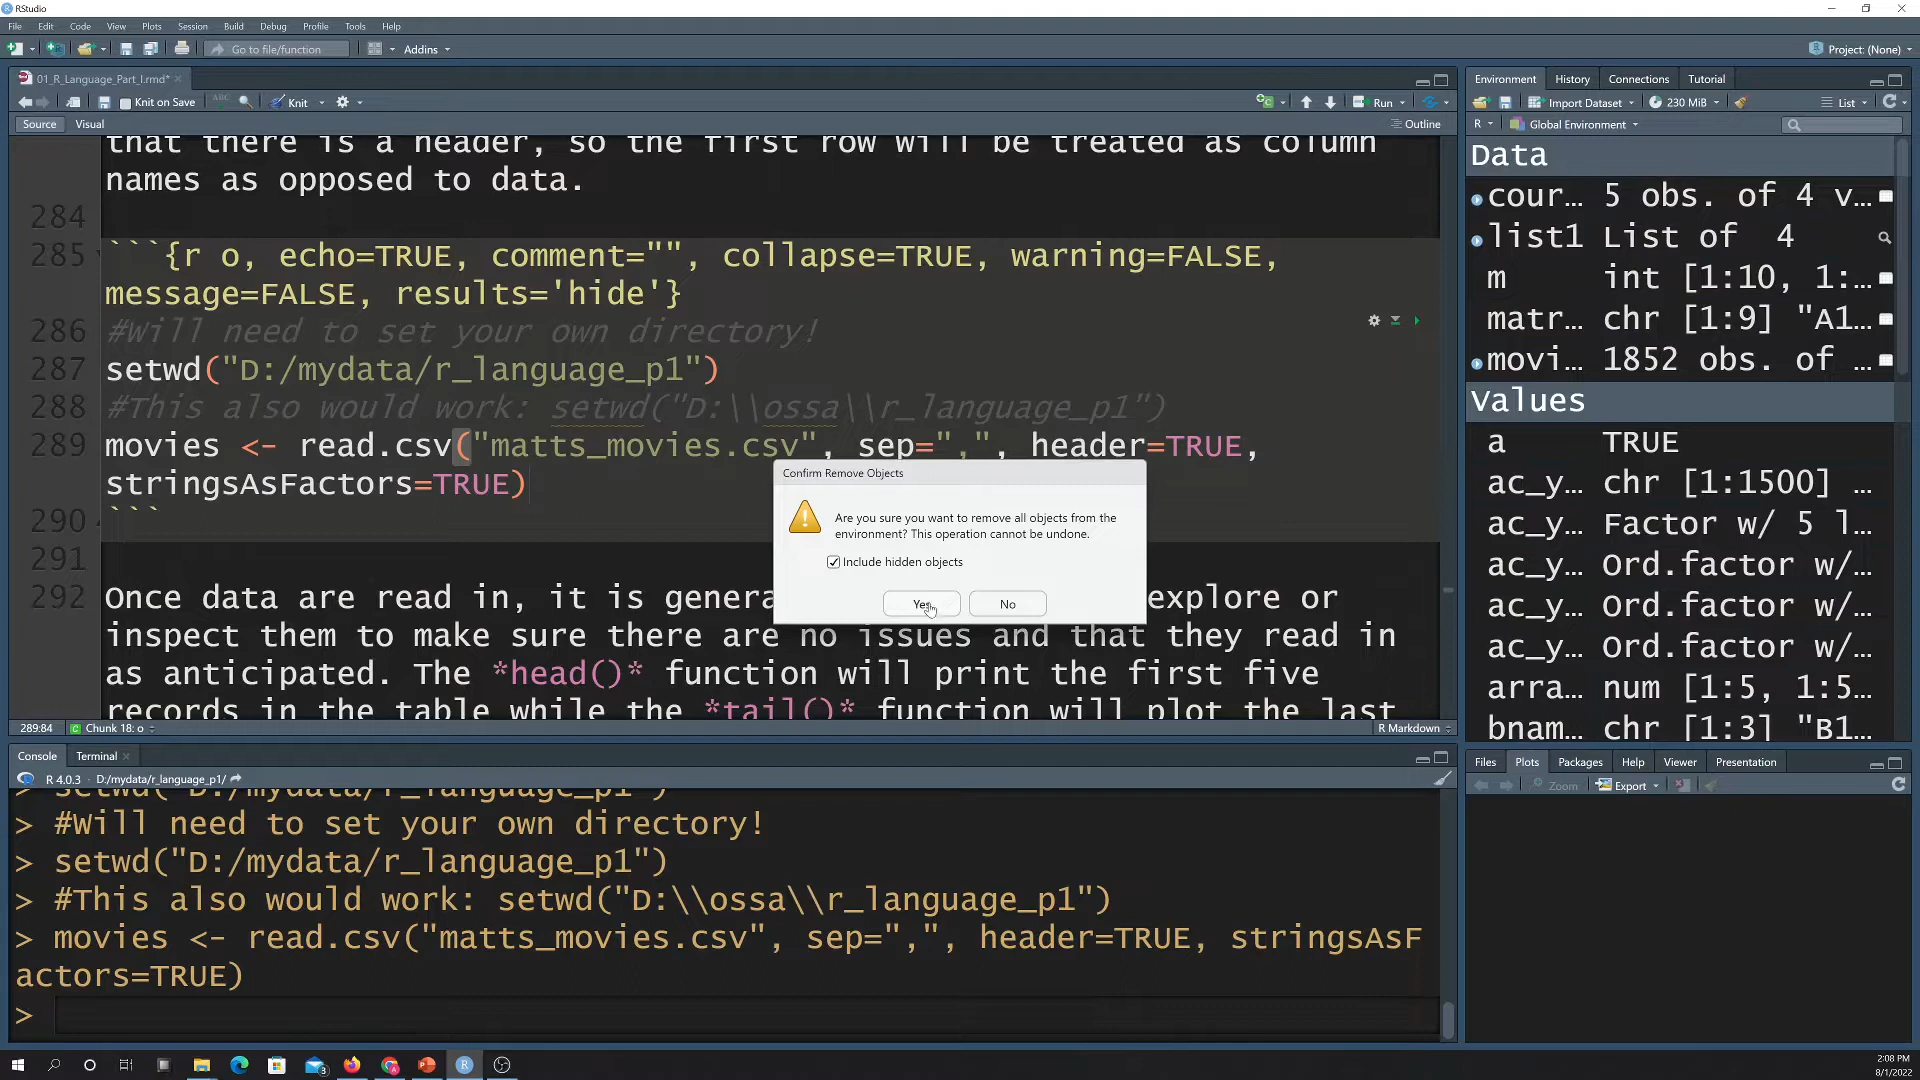 RStudio
File Edit Code View Plots Session Build Debug Profile Tools Help
Go to file/function Addins Project: (None)
01_R_Language_Part_I.rmd*
Knit on Save ABC Knit Run
Source Visual Outline
that there is a header, so the first row will be treated as column
names as opposed to data.
284
285 ```{r o, echo=TRUE, comment="", collapse=TRUE, warning=FALSE,
message=FALSE, results='hide'}
286 #Will need to set your own directory!
287 setwd("D:/mydata/r_language_p1")
288 #This also would work: setwd("D:\\ossa\\r_language_p1")
289 movies <- read.csv("matts_movies.csv", sep=",", header=TRUE,
stringsAsFactors=TRUE)
290 ```
291
292 Once data are read in, it is genera explore or
inspect them to make sure there are no issues and that they read in
as anticipated. The *head()* function will print the first five
records in the table while the *tail()* function will plot the last
289:84 Chunk 18: o R Markdown
Confirm Remove Objects
Are you sure you want to remove all objects from the
environment? This operation cannot be undone.
Include hidden objects
Yes No
Console Terminal
R 4.0.3 · D:/mydata/r_language_p1/
> setwd("D:/mydata/r_language_p1")
> #Will need to set your own directory!
> setwd("D:/mydata/r_language_p1")
> #This also would work: setwd("D:\\ossa\\r_language_p1")
> movies <- read.csv("matts_movies.csv", sep=",", header=TRUE, stringsAsF
actors=TRUE)
>
Environment History Connections Tutorial
Import Dataset 230 MiB List
R Global Environment
Data
cour… 5 obs. of 4 v…
list1 List of 4
m int [1:10, 1:…
matr… chr [1:9] "A1…
movi… 1852 obs. of …
Values
a TRUE
ac_y… chr [1:1500] …
ac_y… Factor w/ 5 l…
ac_y… Ord.factor w/…
ac_y… Ord.factor w/…
ac_y… Ord.factor w/…
arra… num [1:5, 1:5…
bnam… chr [1:3] "B1…
Files Plots Packages Help Viewer Presentation
Zoom Export
2:08 PM
8/1/2022